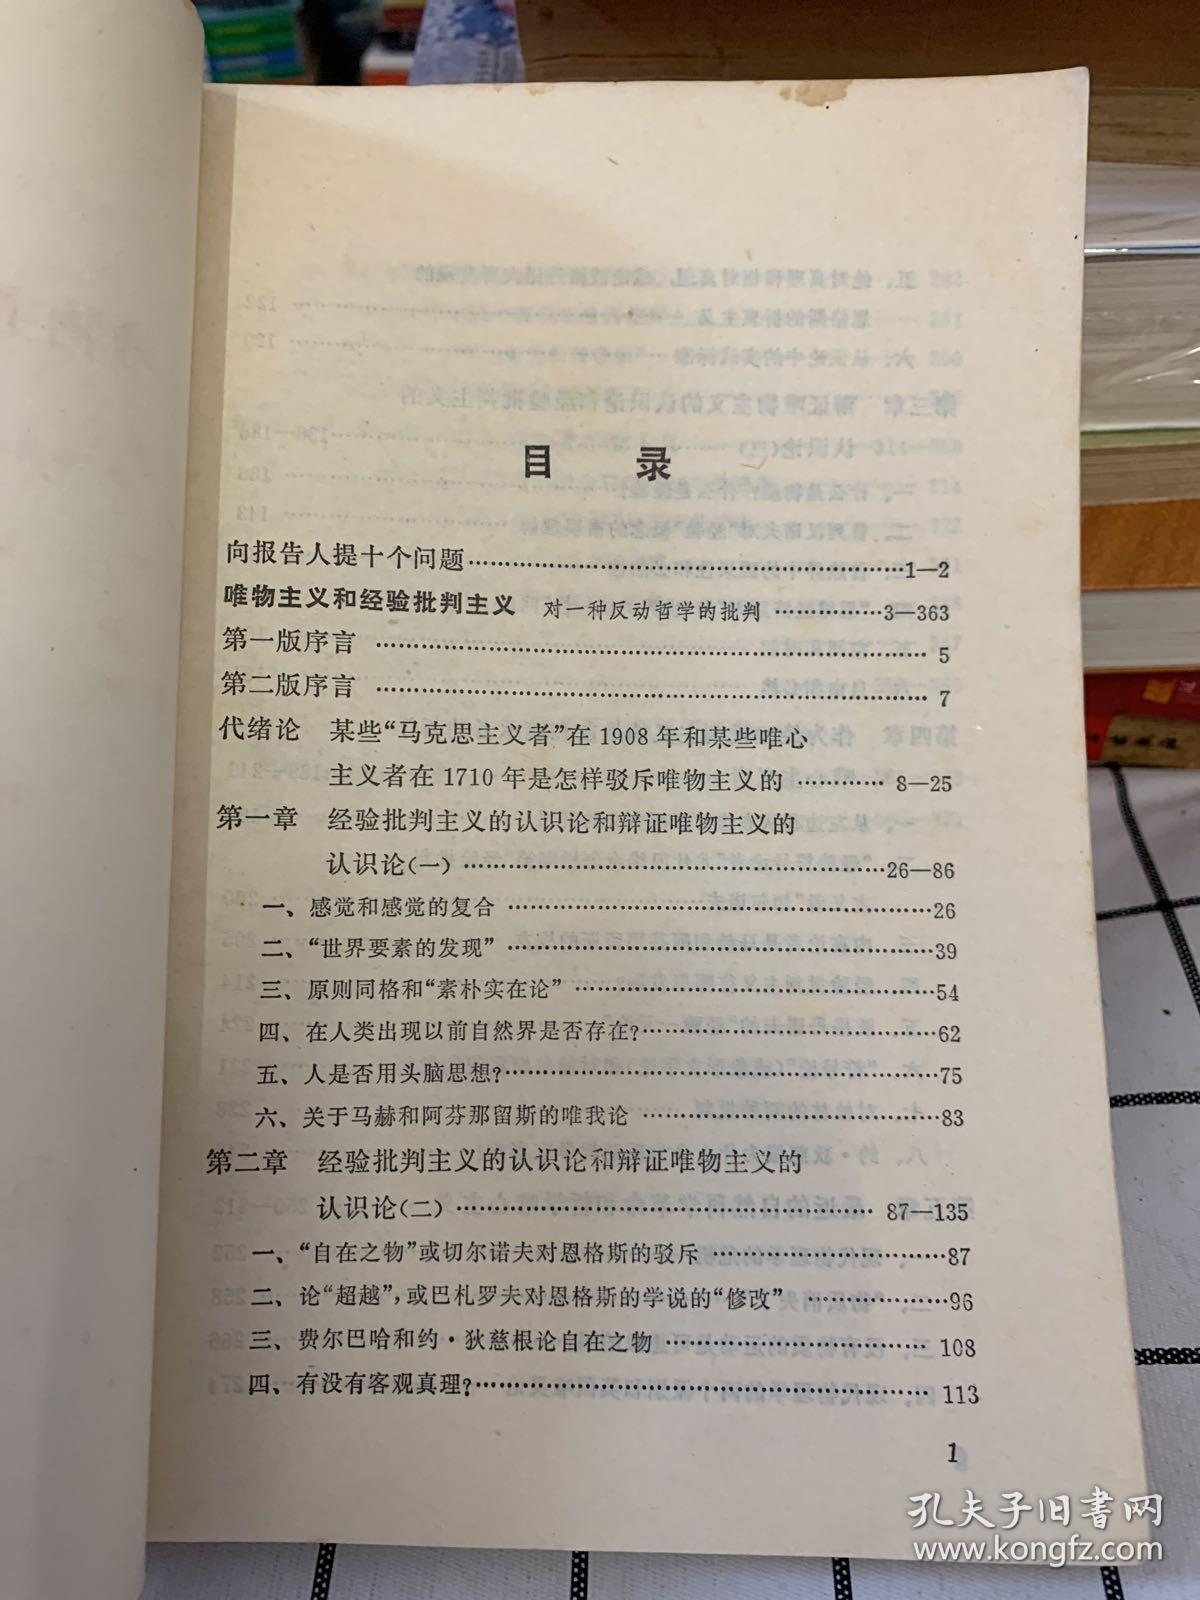 目 录
向报告人提十个问题……………………………………………1—2
唯物主义和经验批判主义 对一种反动哲学的批判 ……………3—363
第一版序言 ……………………………………………………… 5
第二版序言 ……………………………………………………… 7
代绪论 某些“马克思主义者”在1908年和某些唯心
主义者在1710年是怎样驳斥唯物主义的 ………… 8—25
第一章 经验批判主义的认识论和辩证唯物主义的
认识论(一) ………………………………………………26—86
一、感觉和感觉的复合 ………………………………………………26
二、“世界要素的发现” ………………………………………………39
三、原则同格和“素朴实在论” ………………………………………54
四、在人类出现以前自然界是否存在?………………………………62
五、人是否用头脑思想?………………………………………………75
六、关于马赫和阿芬那留斯的唯我论 ………………………………83
第二章 经验批判主义的认识论和辩证唯物主义的
认识论(二) ……………………………………………… 87—135
一、“自在之物”或切尔诺夫对恩格斯的驳斥 ………………………87
二、论“超越”,或巴札罗夫对恩格斯的学说的“修改” ………………96
三、费尔巴哈和约·狄慈根论自在之物 …………………………… 108
四、有没有客观真理?………………………………………………… 113
1
孔夫子旧书网
www.kongfz.com